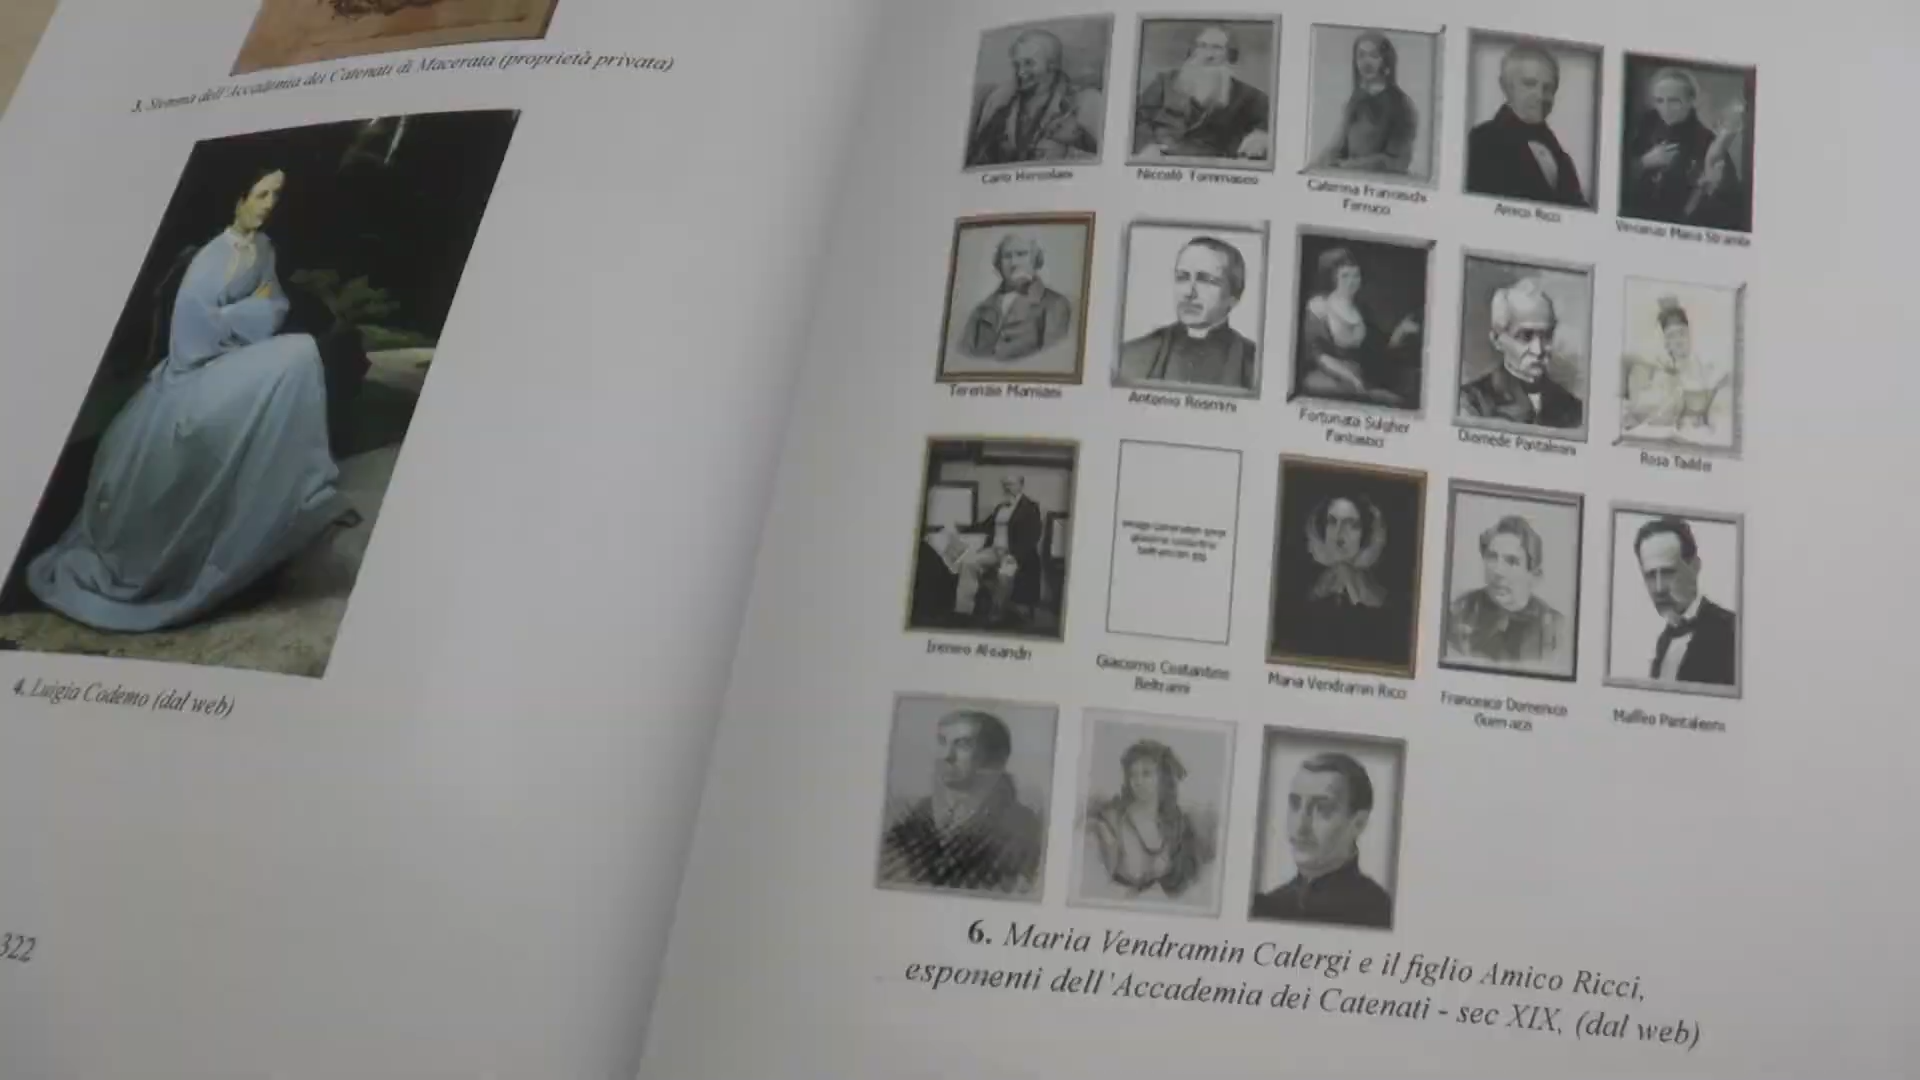 3. Stemma dell'Accademia dei Catenati di Macerata (proprietà privata)
4. Luigia Codemo (dal web)
322
Carlo Hercolani
Niccolò Tommaseo
Caterina Franceschi
Ferrucci
Amico Ricci
Vincenzo Maria Strambi
Terenzio Mamiani
Antonio Rosmini
Fortunata Sulgher
Fantastici
Diomede Pantaleoni
Rosa Taddei
Ireneo Aleandri
Giacomo Costantino
Beltrami
Maria Vendramin Ricci
Francesco Domenico
Guerrazzi
Maffeo Pantaleoni
6. Maria Vendramin Calergi e il figlio Amico Ricci,
esponenti dell'Accademia dei Catenati - sec XIX, (dal web)